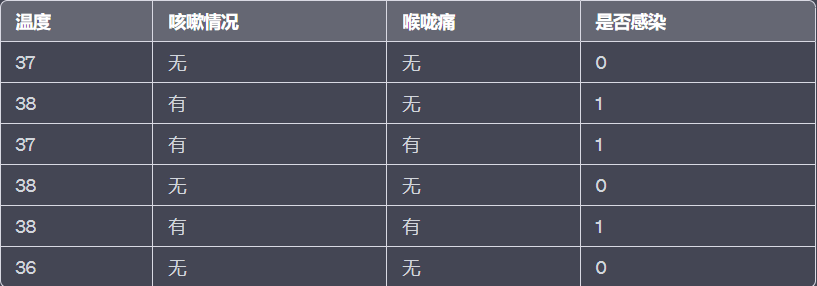 温度 咳嗽情况 喉咙痛 是否感染
37 无 无 0
38 有 无 1
37 有 有 1
38 无 无 0
38 有 有 1
36 无 无 0